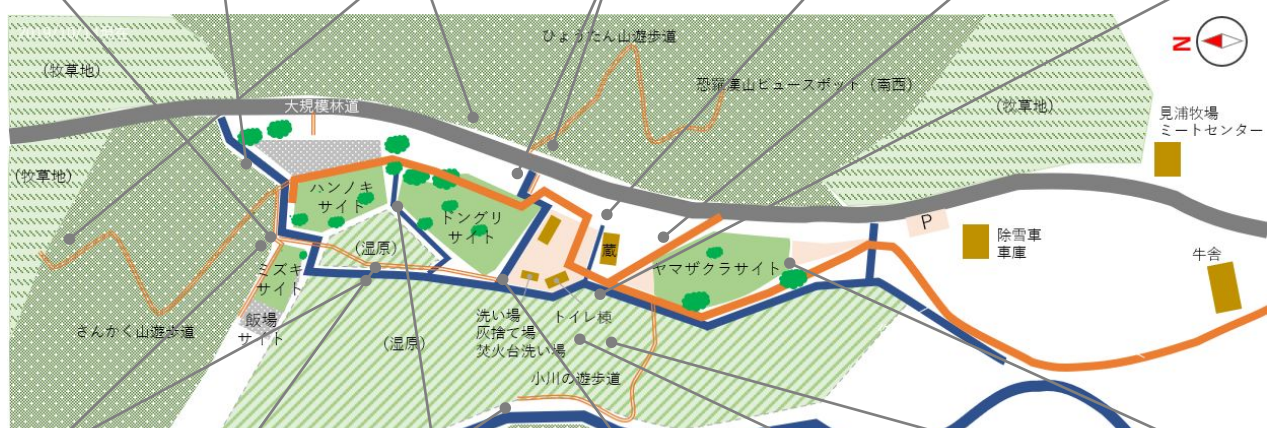 ひょうたん山遊歩道
N
(牧草地)
恐羅漢山ビュースポット（南西）
大規模林道
(牧草地)
見浦牧場
ミートセンター
(牧草地)
ハンノキ
サイト
ドングリ
サイト
P
除雪車
車庫
(湿原)
蔵
牛舎
ミズキ
サイト
ヤマザクラサイト
飯場
サイト
さんかく山遊歩道
洗い場
灰捨て場
焚火台洗い場
トイレ棟
(湿原)
小川の遊歩道